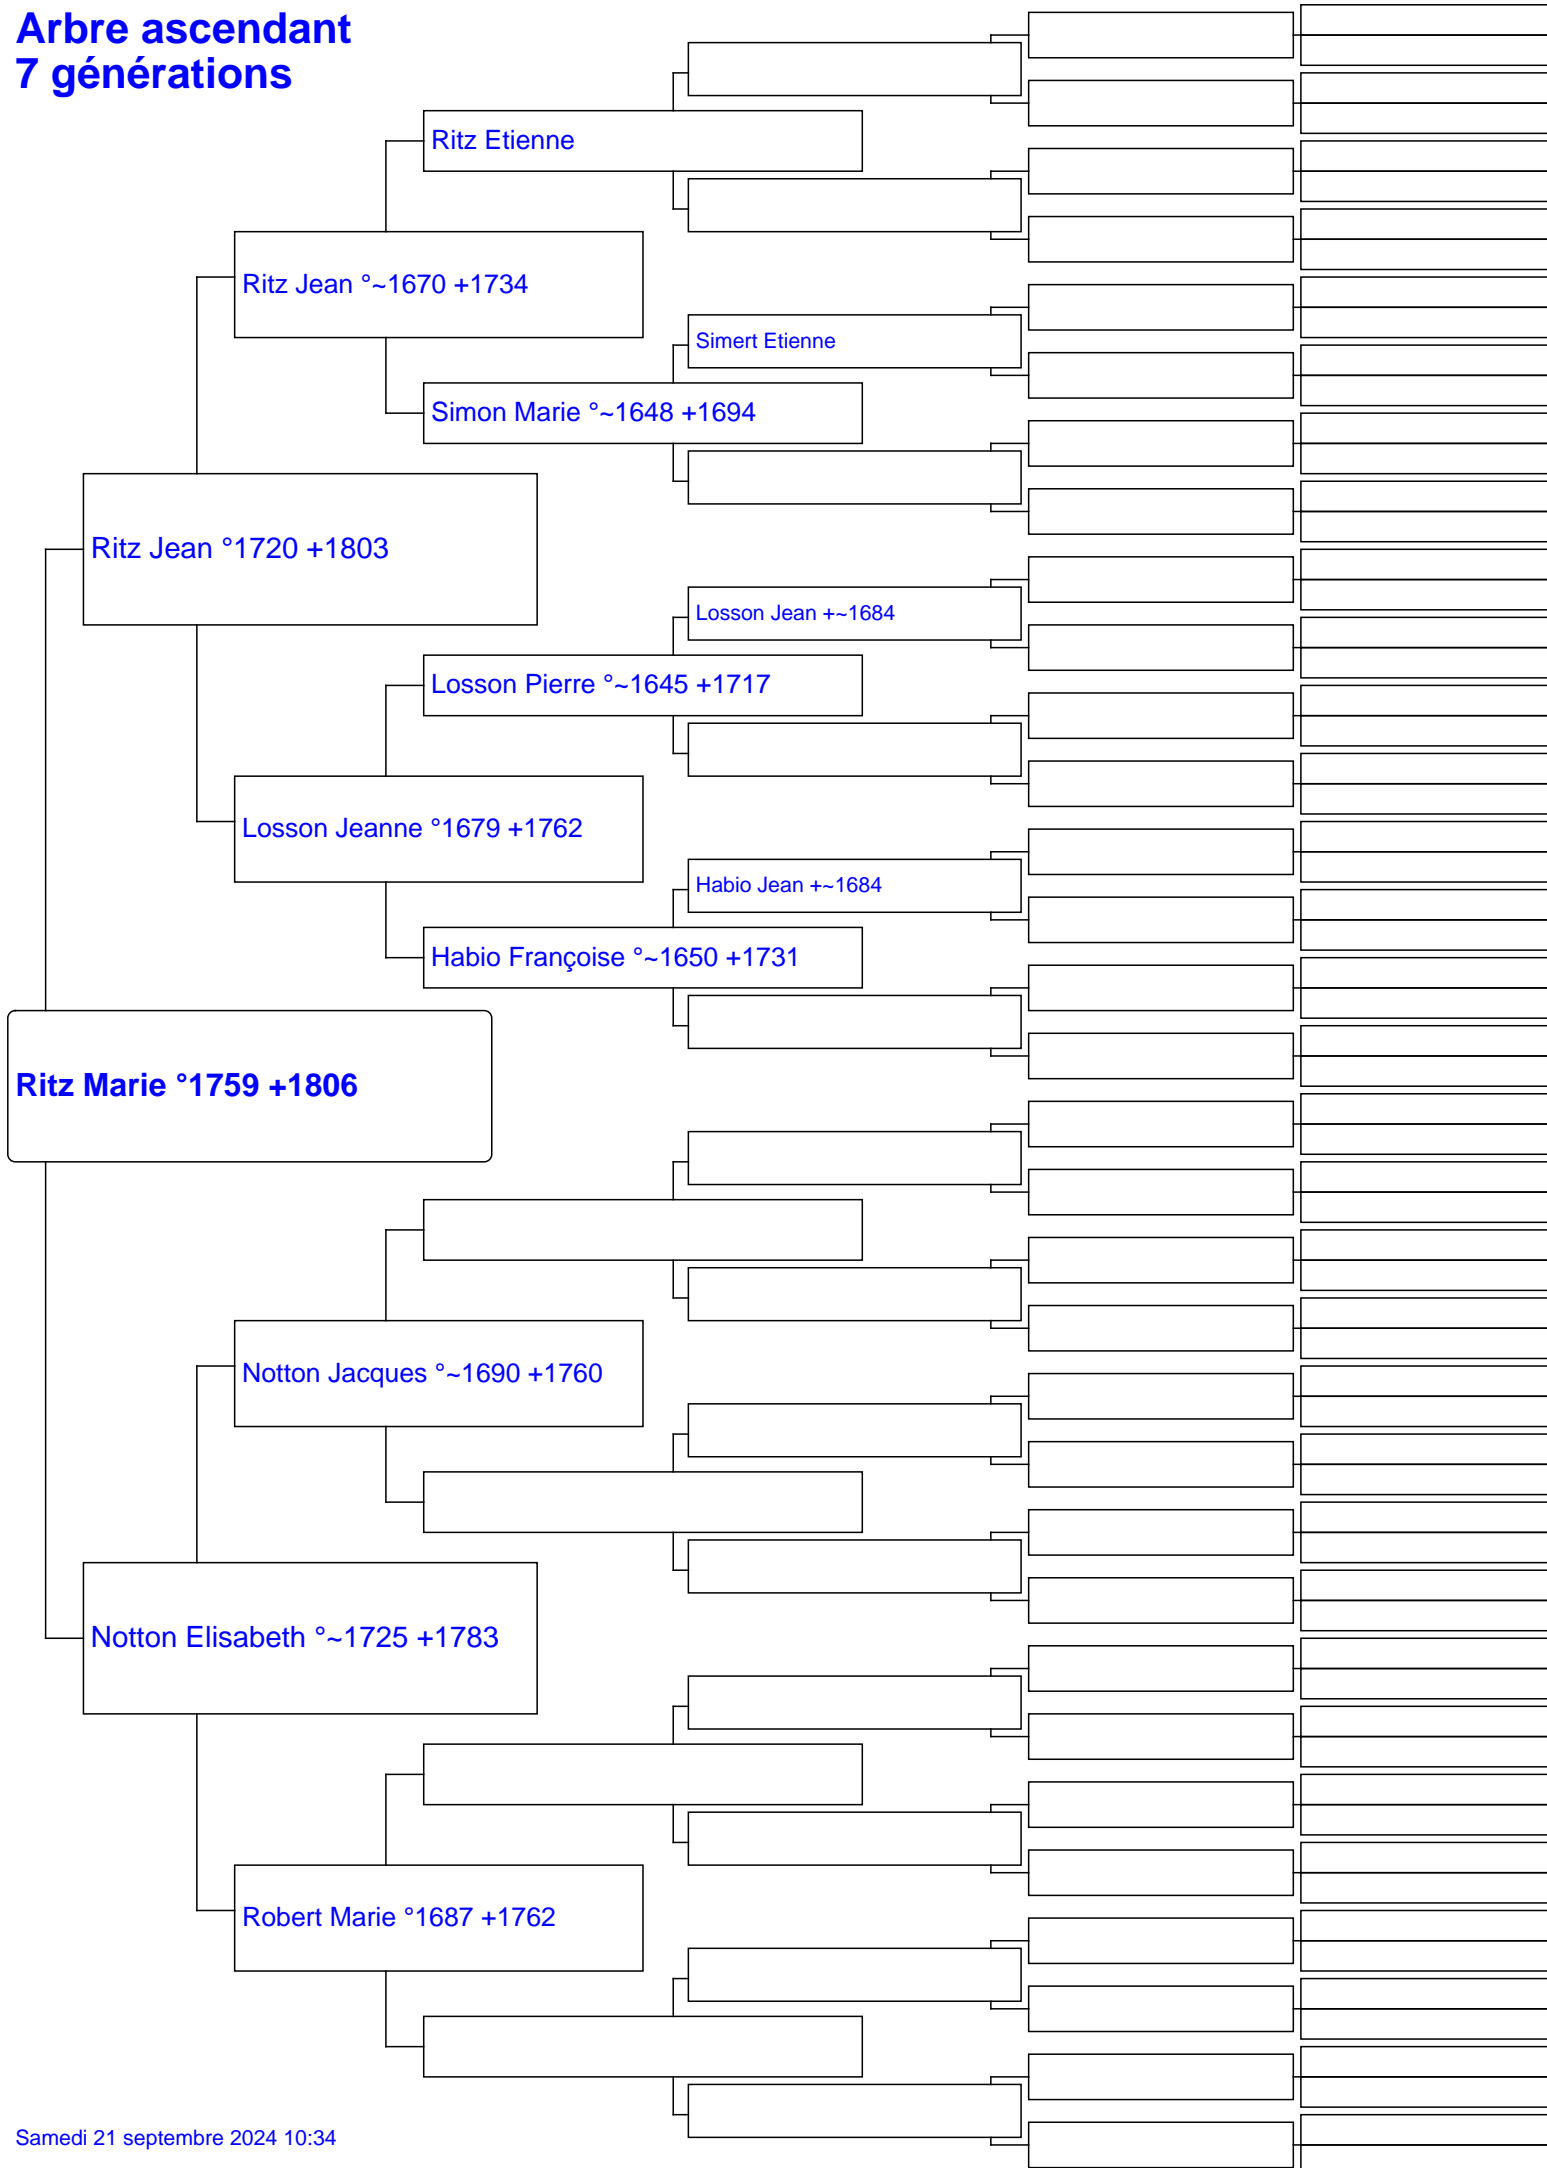 Arbre ascendant
7 générations
Ritz Etienne
Ritz Jean °~1670 +1734
Simert Etienne
Simon Marie °~1648 +1694
Ritz Jean °1720 +1803
Losson Jean +~1684
Losson Pierre °~1645 +1717
Losson Jeanne °1679 +1762
Habio Jean +~1684
Habio Françoise °~1650 +1731
Ritz Marie °1759 +1806
Notton Jacques °~1690 +1760
Notton Elisabeth °~1725 +1783
Robert Marie °1687 +1762
Samedi 21 septembre 2024 10:34